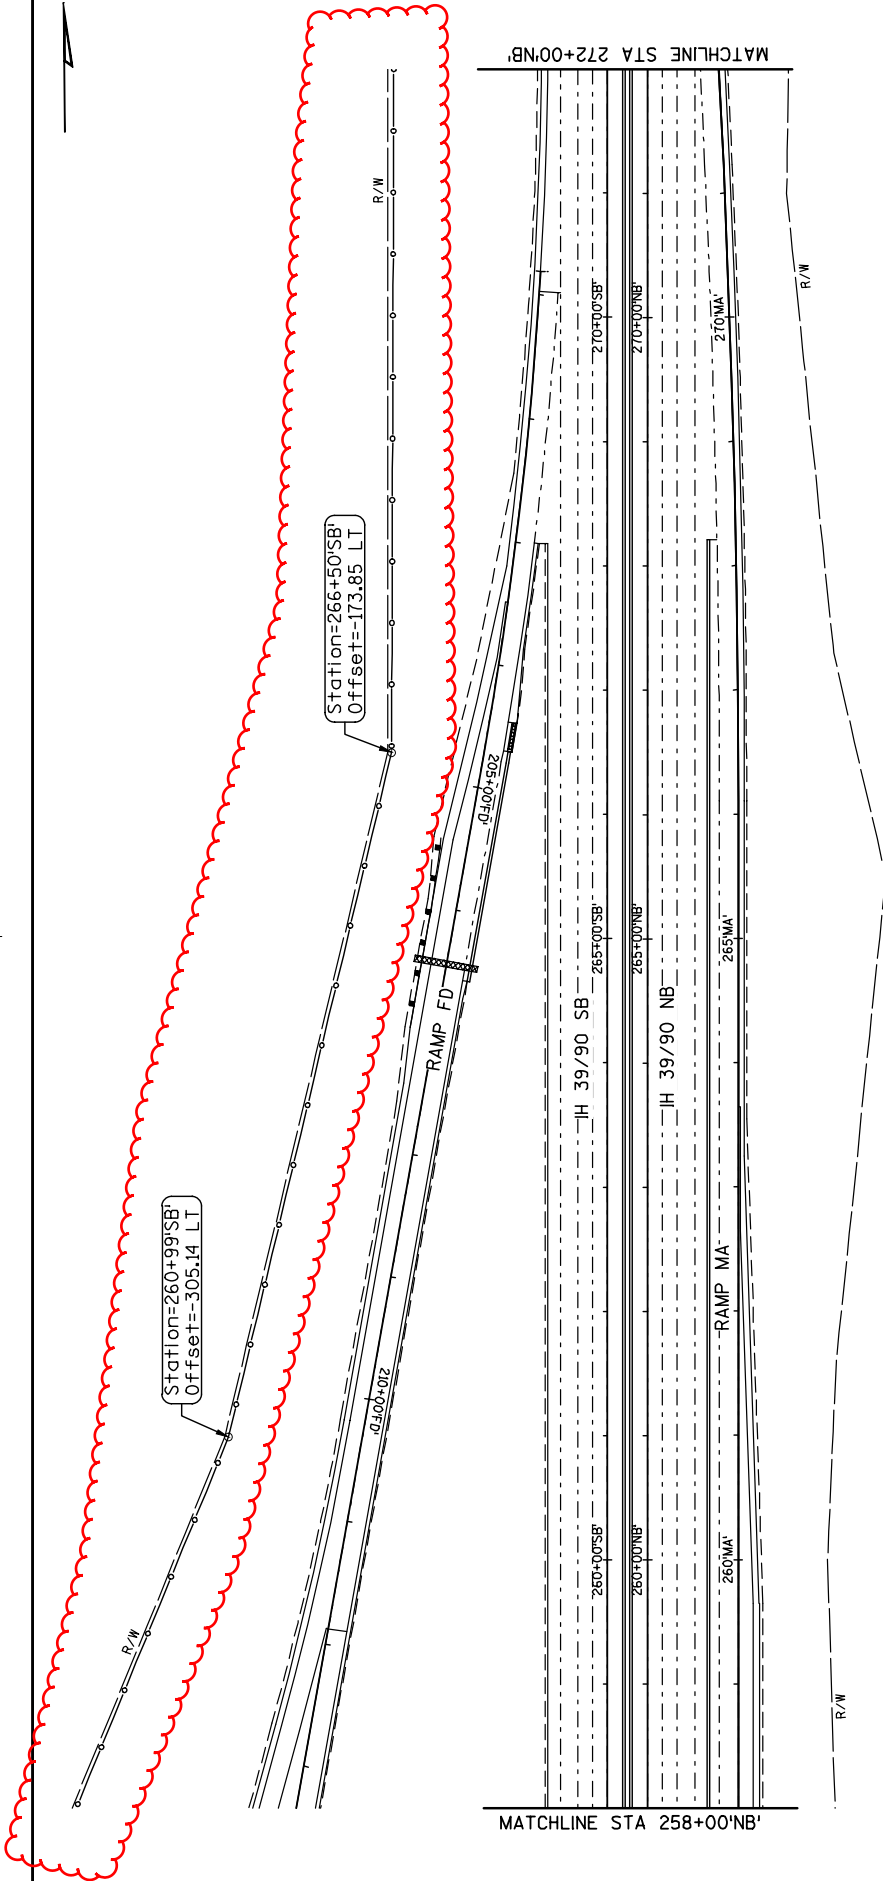 MATCHLINE STA 272+00'NB'
R/W
R/W
270+00'SB'
270+00'NB'
270'MA'
Station=266+50'SB'
Offset=-173.85 LT
205+00'FD'
265+00'SB'
265+00'NB'
265'MA'
RAMP FD
IH 39/90 SB
IH 39/90 NB
Station=260+99'SB'
Offset=-305.14 LT
RAMP MA
210+00'FD'
260+00'SB'
260+00'NB'
260'MA'
R/W
R/W
MATCHLINE STA 258+00'NB'